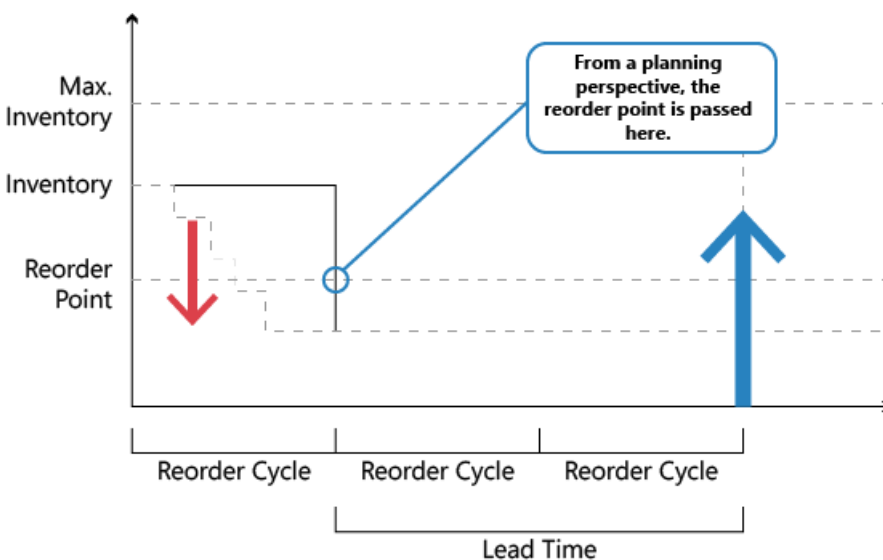 From a planning
perspective, the
reorder point is passed
here.
Max.
Inventory
Inventory
Reorder
Point
Reorder Cycle
Reorder Cycle
Reorder Cycle
Lead Time